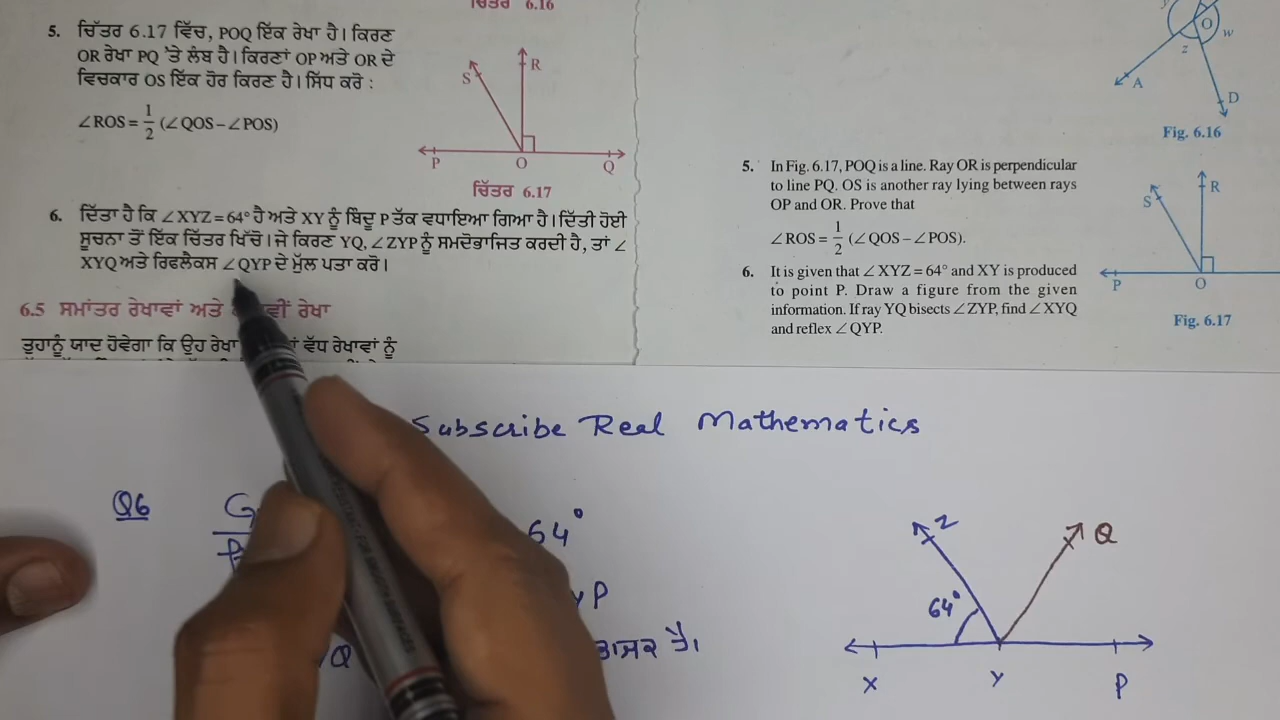 ਚਿੱਤਰ 6.16
5. ਚਿੱਤਰ 6.17 ਵਿੱਚ, POQ ਇੱਕ ਰੇਖਾ ਹੈ। ਕਿਰਣ
OR ਰੇਖਾ PQ 'ਤੇ ਲੰਬ ਹੈ। ਕਿਰਣਾਂ OP ਅਤੇ OR ਦੇ
ਵਿਚਕਾਰ OS ਇੱਕ ਹੋਰ ਕਿਰਣ ਹੈ। ਸਿੱਧ ਕਰੋ :
∠ROS = 1/2 (∠QOS – ∠POS)
S
R
P
O
Q
ਚਿੱਤਰ 6.17
6. ਦਿੱਤਾ ਹੈ ਕਿ ∠XYZ = 64° ਹੈ ਅਤੇ XY ਨੂੰ ਬਿੰਦੂ P ਤੱਕ ਵਧਾਇਆ ਗਿਆ ਹੈ। ਦਿੱਤੀ ਹੋਈ
ਸੂਚਨਾ ਤੋਂ ਇੱਕ ਚਿੱਤਰ ਖਿੱਚੋ। ਜੇ ਕਿਰਣ YQ, ∠ZYP ਨੂੰ ਸਮਦੋਭਾਜਿਤ ਕਰਦੀ ਹੈ, ਤਾਂ ∠
XYQ ਅਤੇ ਰਿਫਲੈਕਸ ∠QYP ਦੇ ਮੁੱਲ ਪਤਾ ਕਰੋ।
6.5 ਸਮਾਂਤਰ ਰੇਖਾਵਾਂ ਅਤੇ ਰੇਖਾ
ਤੁਹਾਨੂੰ ਯਾਦ ਹੋਵੇਗਾ ਕਿ ਉਹ ਰੇਖਾ ਵੱਧ ਰੇਖਾਵਾਂ ਨੂੰ
O
w
z
A
D
Fig. 6.16
5. In Fig. 6.17, POQ is a line. Ray OR is perpendicular
to line PQ. OS is another ray lying between rays
OP and OR. Prove that
∠ROS = 1/2 (∠QOS – ∠POS).
S
R
P
O
Fig. 6.17
6. It is given that ∠XYZ = 64° and XY is produced
to point P. Draw a figure from the given
information. If ray YQ bisects ∠ZYP, find ∠XYQ
and reflex ∠QYP.
Subscribe Real Mathematics
Q6
64°
P
Q
Z
Q
64°
X
Y
P